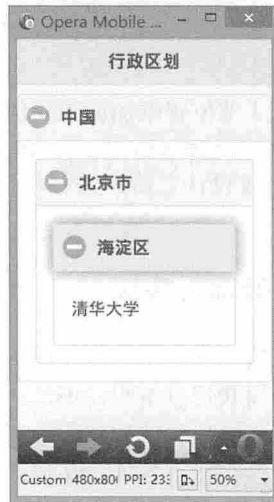 Opera Mobile ...
行政区划
中国
北京市
海淀区
清华大学
Custom 480x80 PPI: 23 50%